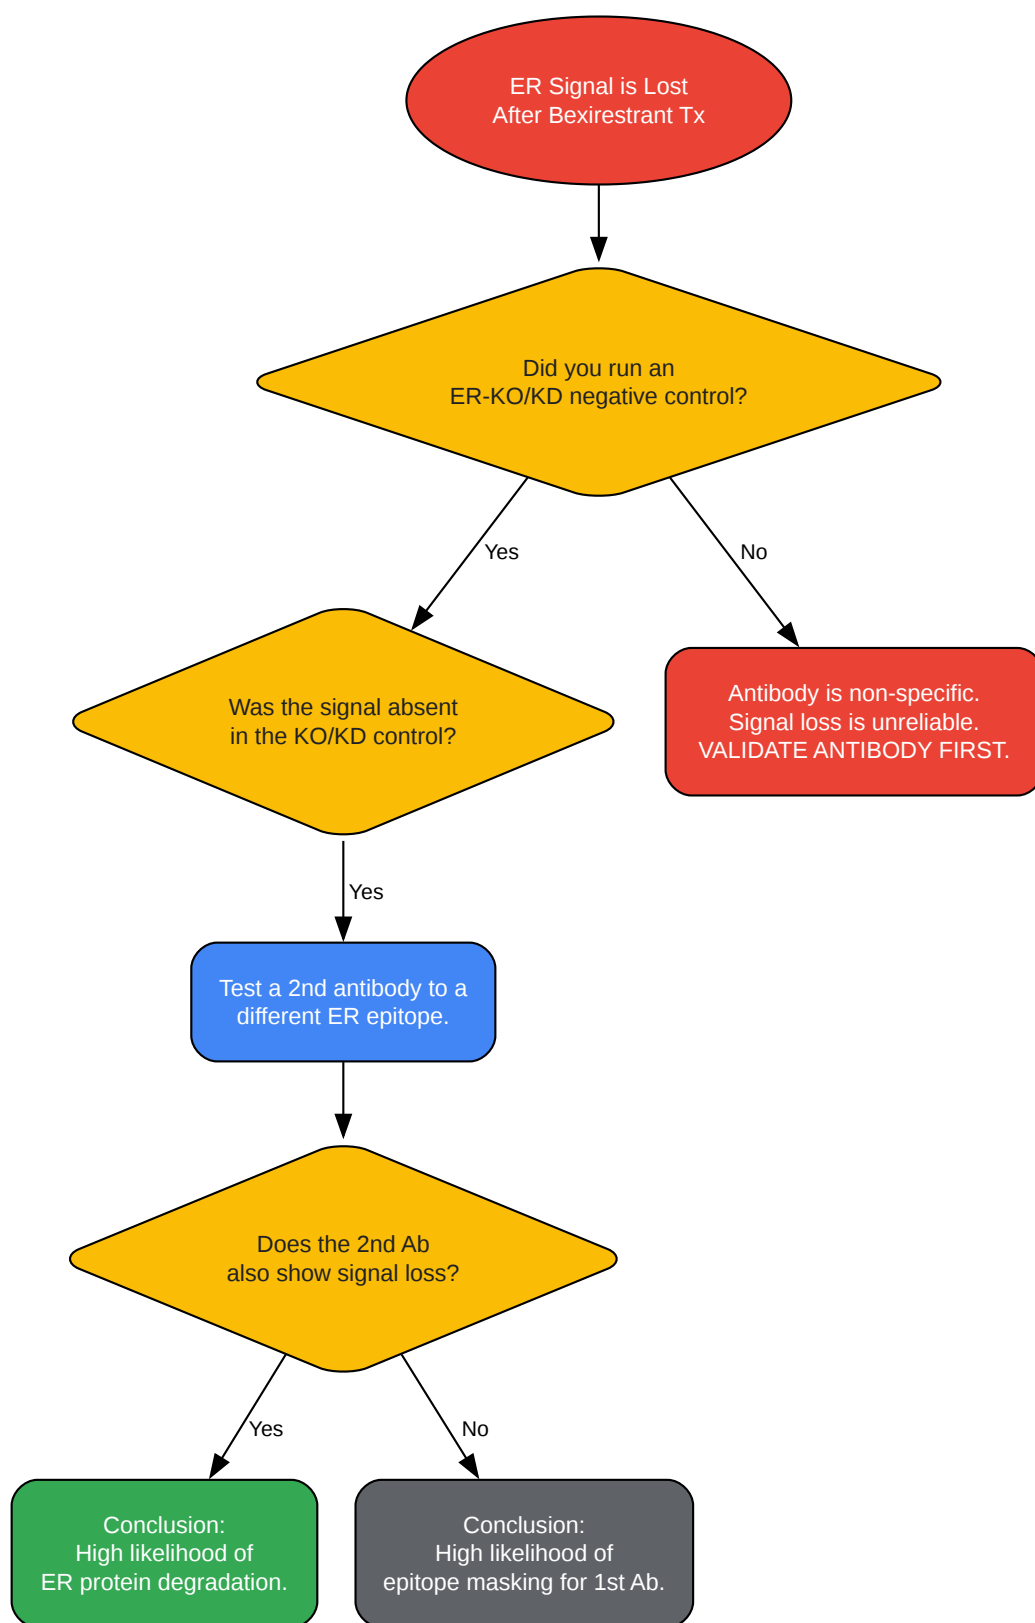 ER Signal is Lost
After Bexirestrant Tx
Did you run an
ER-KO/KD negative control?
Yes
No
Was the signal absent
in the KO/KD control?
Antibody is non-specific.
Signal loss is unreliable.
VALIDATE ANTIBODY FIRST.
Yes
Test a 2nd antibody to a
different ER epitope.
Does the 2nd Ab
also show signal loss?
Yes
No
Conclusion:
High likelihood of
ER protein degradation.
Conclusion:
High likelihood of
epitope masking for 1st Ab.